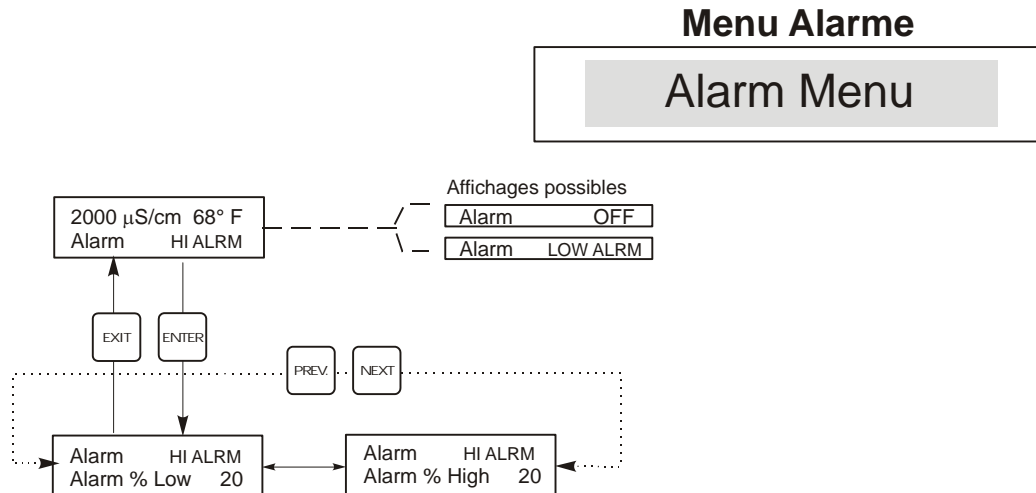 Menu Alarme
Alarm Menu
Affichages possibles
2000 μS/cm 68° F
Alarm HI ALRM
Alarm OFF
Alarm LOW ALRM
EXIT
ENTER
PREV.
NEXT
Alarm HI ALRM
Alarm % Low 20
Alarm HI ALRM
Alarm % High 20